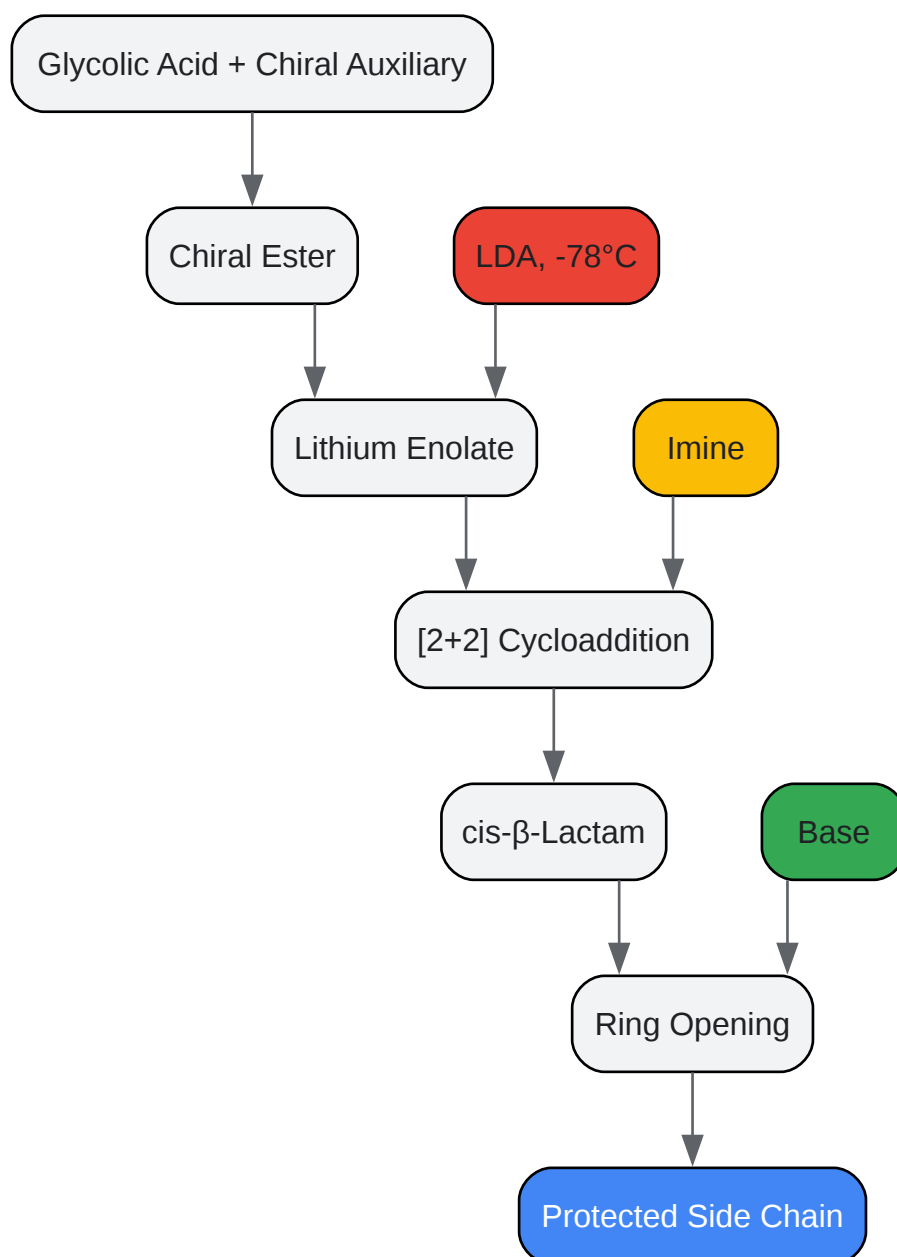 Glycolic Acid + Chiral Auxiliary
Chiral Ester
LDA, -78°C
Lithium Enolate
Imine
[2+2] Cycloaddition
cis-β-Lactam
Base
Ring Opening
Protected Side Chain